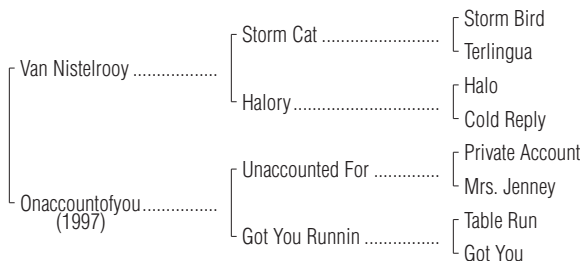 Storm Bird
Storm Cat ........................
Terlingua
Van Nistelrooy .................
Halo
Halory.............................
Cold Reply
Private Account
Unaccounted For ................
Mrs. Jenney
Onaccountofyou...............
(1997)
Table Run
Got You Runnin ...............
Got You